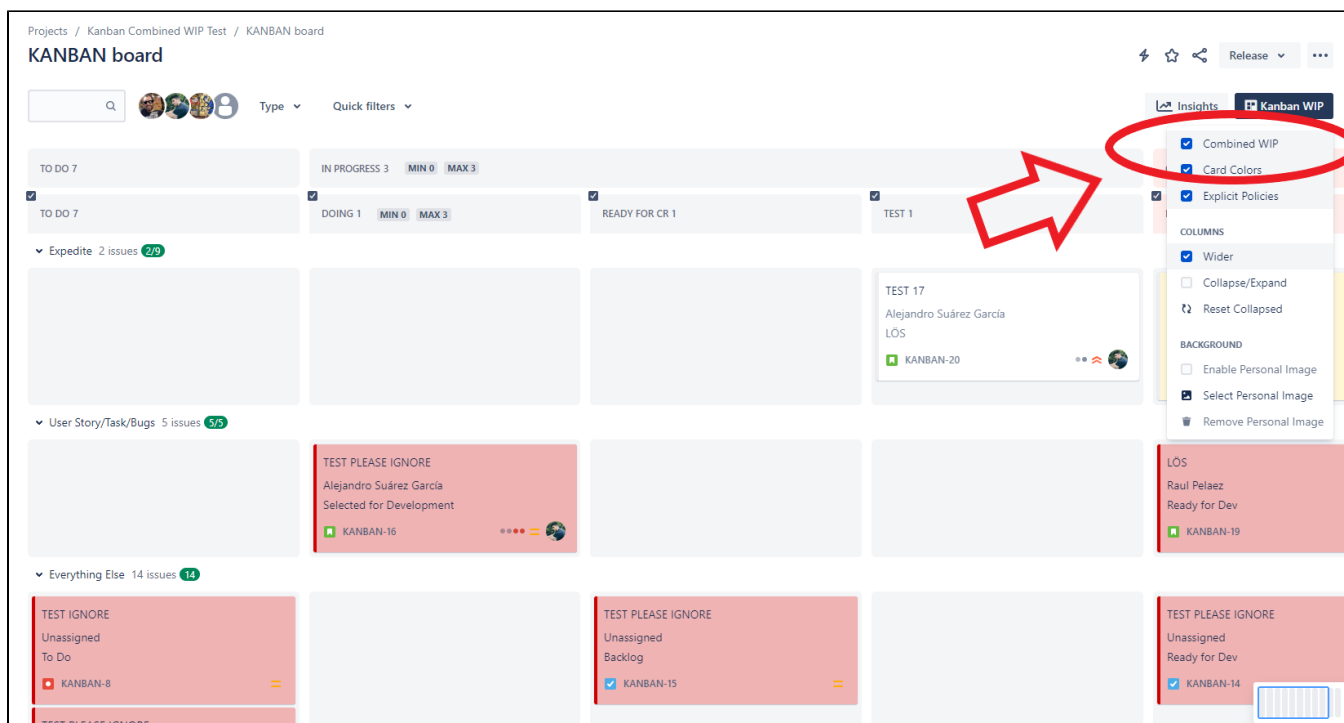 Projects / Kanban Combined WIP Test / KANBAN board
KANBAN board
Release
Type
Quick filters
Insights
Kanban WIP
Combined WIP
Card Colors
Explicit Policies
COLUMNS
Wider
Collapse/Expand
Reset Collapsed
BACKGROUND
Enable Personal Image
Select Personal Image
Remove Personal Image
TO DO 7
IN PROGRESS 3 MIN 0 MAX 3
TO DO 7
DOING 1 MIN 0 MAX 3
READY FOR CR 1
TEST 1
Expedite 2 issues 2/9
TEST 17
Alejandro Suárez García
LÖS
KANBAN-20
User Story/Task/Bugs 5 issues 5/5
TEST PLEASE IGNORE
Alejandro Suárez García
Selected for Development
KANBAN-16
LÖS
Raul Pelaez
Ready for Dev
KANBAN-19
Everything Else 14 issues 14
TEST IGNORE
Unassigned
To Do
KANBAN-8
TEST PLEASE IGNORE
Unassigned
Backlog
KANBAN-15
TEST PLEASE IGNORE
Unassigned
Ready for Dev
KANBAN-14
TEST PLEASE IGNORE